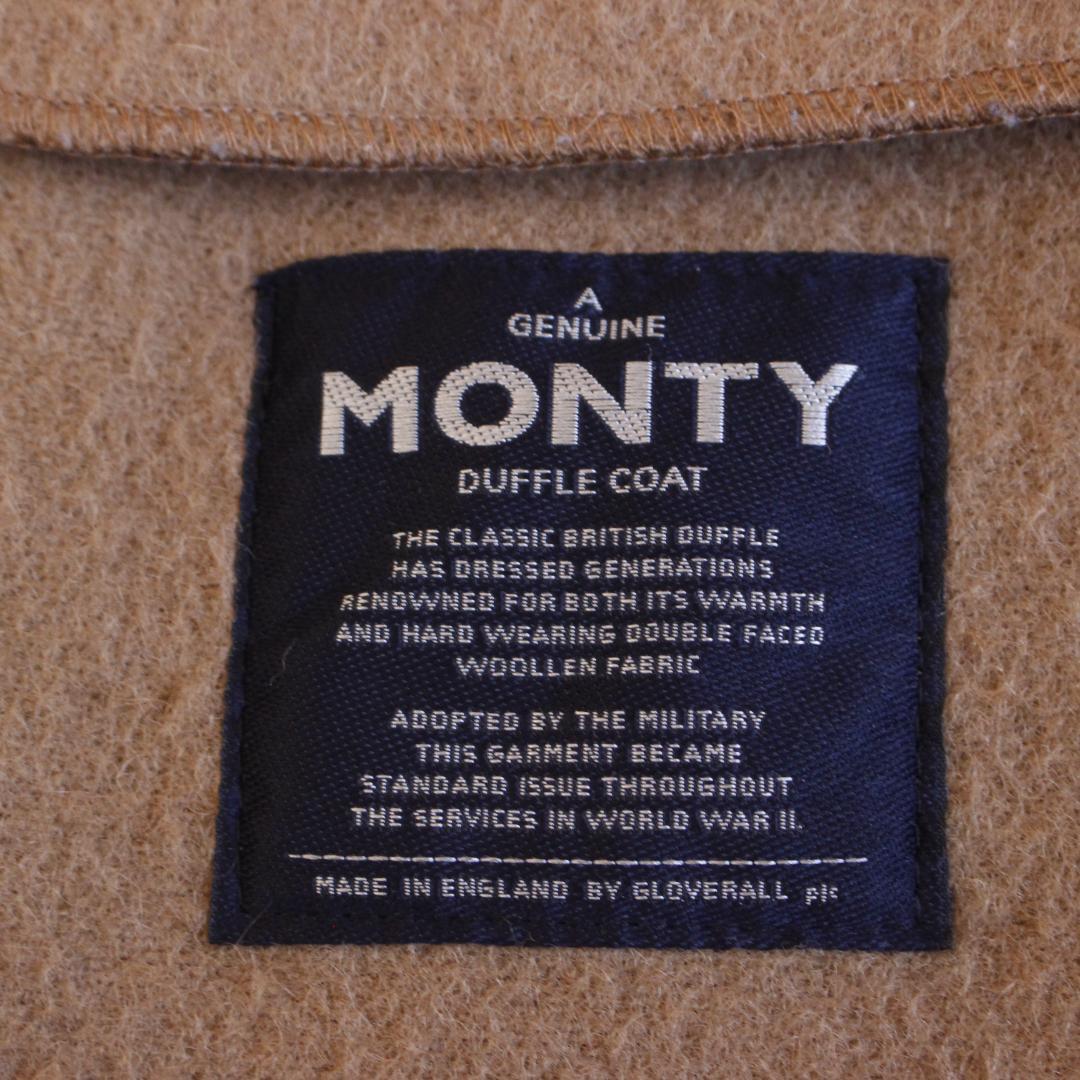 A
GENUINE
MONTY
DUFFLE COAT
THE CLASSIC BRITISH DUFFLE
HAS DRESSED GENERATIONS
RENOWNED FOR BOTH ITS WARMTH
AND HARD WEARING DOUBLE FACED
WOOLLEN FABRIC
ADOPTED BY THE MILITARY
THIS GARMENT BECAME
STANDARD ISSUE THROUGHOUT
THE SERVICES IN WORLD WAR II.
MADE IN ENGLAND BY GLOVERALL plc